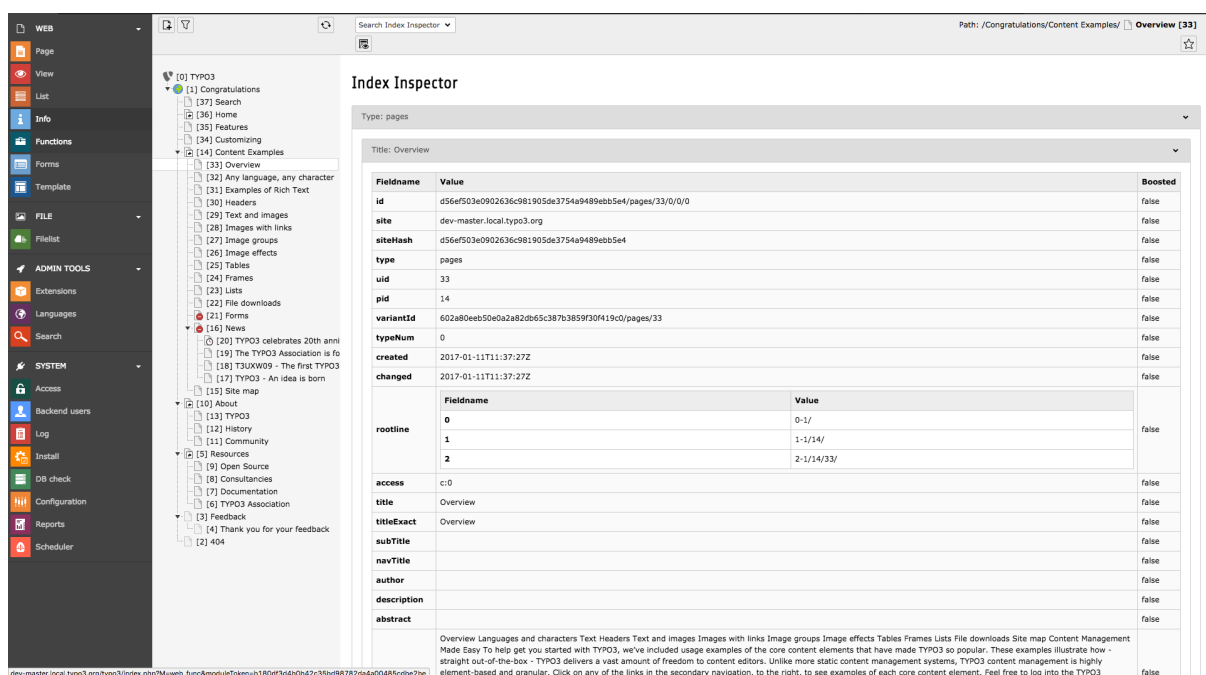 WEB
Page
View
List
Info
Functions
Forms
Template
FILE
Filelist
ADMIN TOOLS
Extensions
Languages
Search
SYSTEM
Access
Backend users
Log
Install
DB check
Configuration
Reports
Scheduler
[0] TYPO3
[1] Congratulations
[37] Search
[36] Home
[35] Features
[34] Customizing
[14] Content Examples
[33] Overview
[32] Any language, any character
[31] Examples of Rich Text
[30] Headers
[29] Text and images
[28] Images with links
[27] Image groups
[26] Image effects
[25] Tables
[24] Frames
[23] Lists
[22] File downloads
[21] Forms
[16] News
[20] TYPO3 celebrates 20th anni
[19] The TYPO3 Association is fo
[18] T3UXW09 - The first TYPO3
[17] TYPO3 - An idea is born
[15] Site map
[10] About
[13] TYPO3
[12] History
[11] Community
[5] Resources
[9] Open Source
[8] Consultancies
[7] Documentation
[6] TYPO3 Association
[3] Feedback
[4] Thank you for your feedback
[2] 404
Search Index Inspector
Path: /Congratulations/Content Examples/ Overview [33]
Index Inspector
Type: pages
Title: Overview
Fieldname Value Boosted
id d56ef503e0902636c981905de3754a9489ebb5e4/pages/33/0/0/0 false
site dev-master.local.typo3.org false
siteHash d56ef503e0902636c981905de3754a9489ebb5e4 false
type pages false
uid 33 false
pid 14 false
variantId 602a80eeb50e0a2a82db65c387b3859f30f419c0/pages/33 false
typeNum 0 false
created 2017-01-11T11:37:27Z false
changed 2017-01-11T11:37:27Z false
rootline false
Fieldname Value
0 0-1/
1 1-1/14/
2 2-1/14/33/
access c:0 false
title Overview false
titleExact Overview false
subTitle false
navTitle false
author false
description false
abstract false
Overview Languages and characters Text Headers Text and images Images with links Image groups Image effects Tables Frames Lists File downloads Site map Content Management
Made Easy To help get you started with TYPO3, we've included usage examples of the core content elements that have made TYPO3 so popular. These examples illustrate how -
straight out-of-the-box - TYPO3 delivers a vast amount of freedom to content editors. Unlike more static content management systems, TYPO3 content management is highly
element-based and granular. Click on any of the links in the secondary navigation, to the right, to see examples of each core content element. Feel free to log into the TYPO3 false